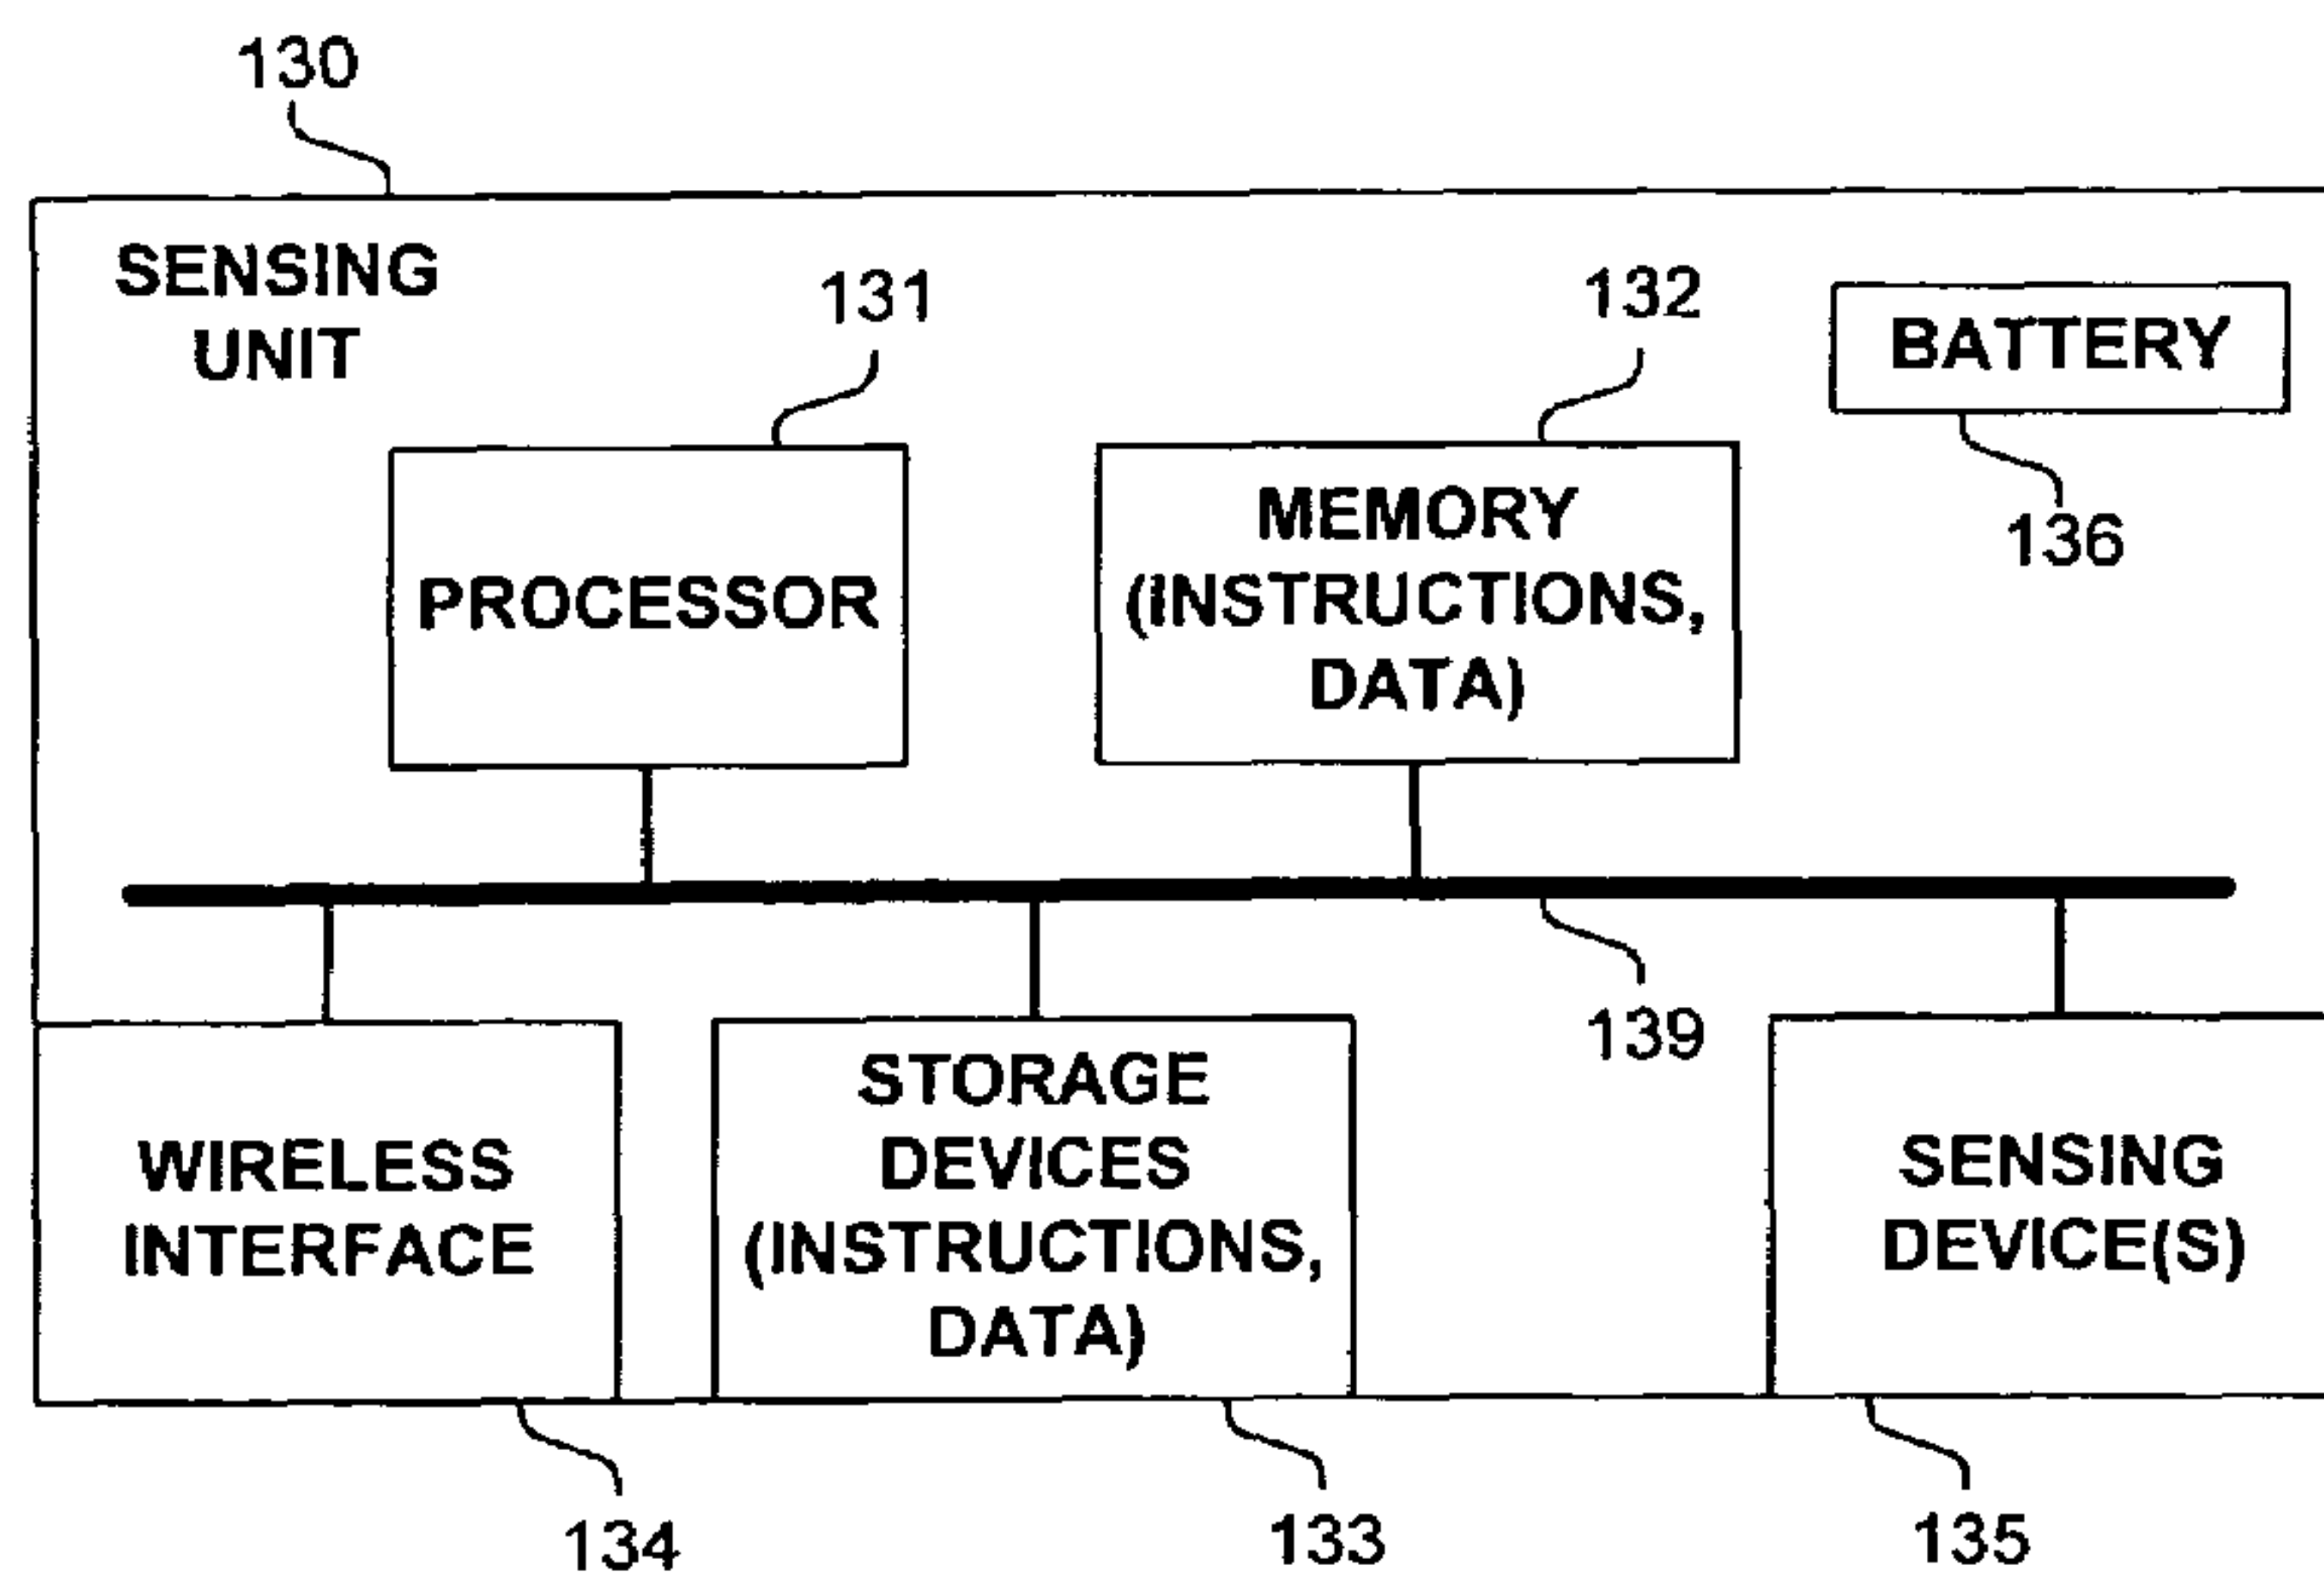 130
SENSING
UNIT
131
132
BATTERY
136
PROCESSOR
MEMORY
(INSTRUCTIONS,
DATA)
139
WIRELESS
INTERFACE
STORAGE
DEVICES
(INSTRUCTIONS,
DATA)
SENSING
DEVICE(S)
134
133
135